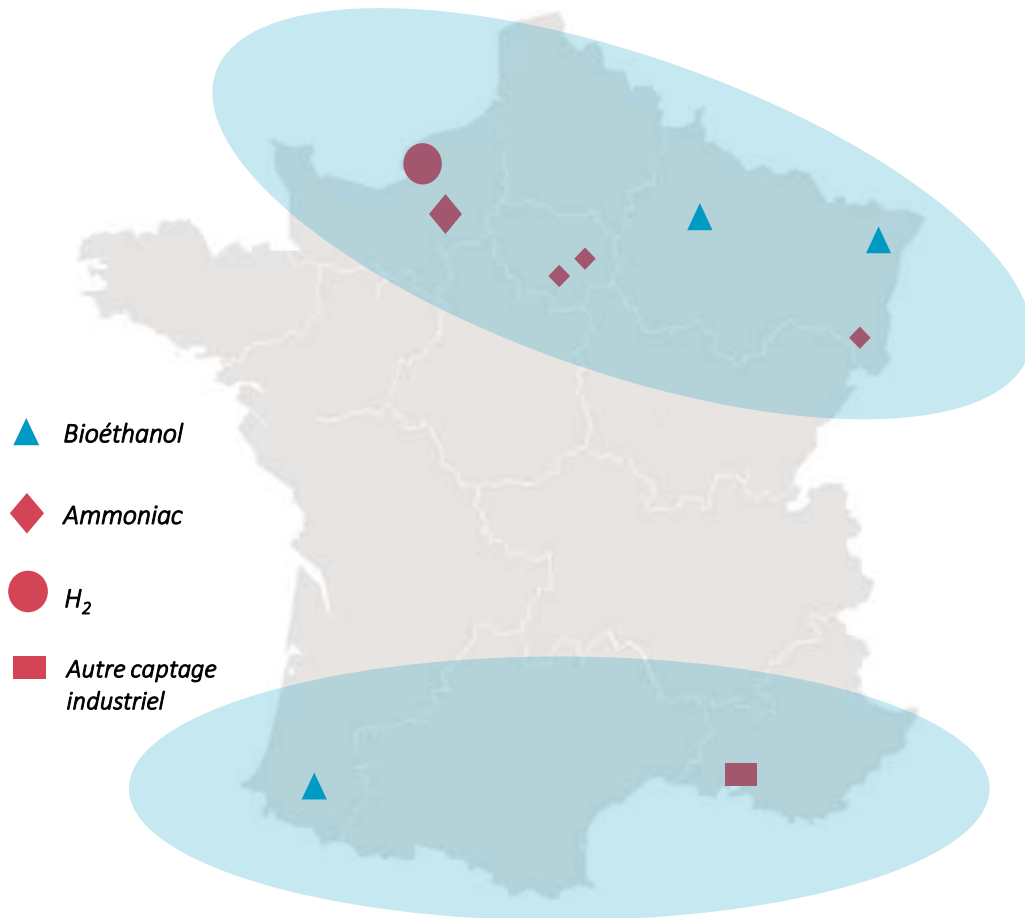 Bioéthanol
Ammoniac
H₂
Autre captage
industriel